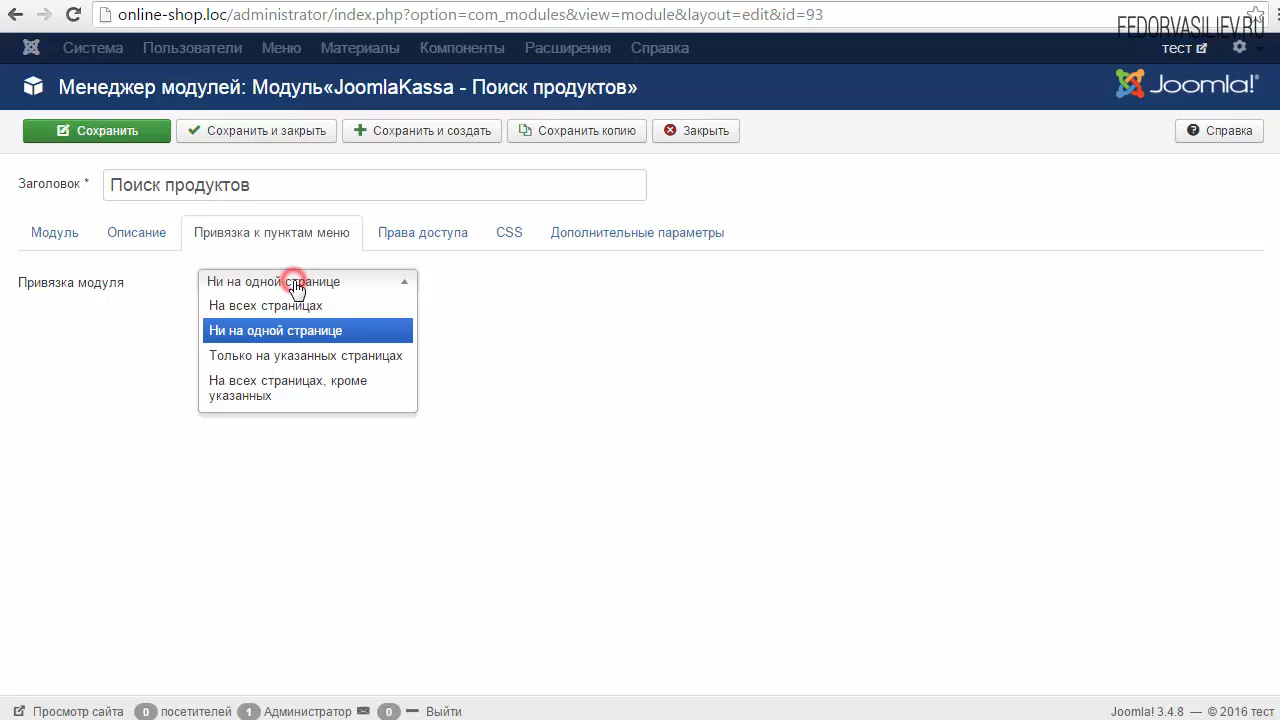 online-shop.loc/administrator/index.php?option=com_modules&view=module&layout=edit&id=93
FEDORVASILIEV.RU
Система Пользователи Меню Материалы Компоненты Расширения Справка тест
Менеджер модулей: Модуль«JoomlaKassa - Поиск продуктов» Joomla!®
Сохранить Сохранить и закрыть Сохранить и создать Сохранить копию Закрыть Справка
Заголовок * Поиск продуктов
Модуль Описание Привязка к пунктам меню Права доступа CSS Дополнительные параметры
Привязка модуля Ни на одной странице
На всех страницах
Ни на одной странице
Только на указанных страницах
На всех страницах, кроме
указанных
Просмотр сайта 0 посетителей 1 Администратор 0 Выйти Joomla! 3.4.8 — © 2016 тест